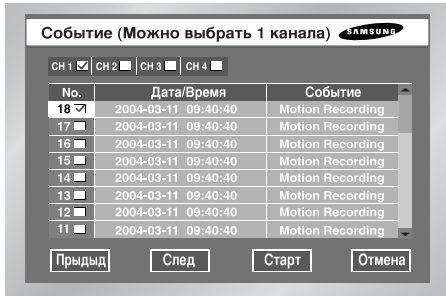 Событие (Можно выбрать 1 канала) SAMSUNG
CH 1 CH 2 CH 3 CH 4
No. Дата/Время Событие
18 2004-03-11 09:40:40 Motion Recording
17 2004-03-11 09:40:40 Motion Recording
16 2004-03-11 09:40:40 Motion Recording
15 2004-03-11 09:40:40 Motion Recording
14 2004-03-11 09:40:40 Motion Recording
13 2004-03-11 09:40:40 Motion Recording
12 2004-03-11 09:40:40 Motion Recording
11 2004-03-11 09:40:40 Motion Recording
Прыдыд След Старт Отмена